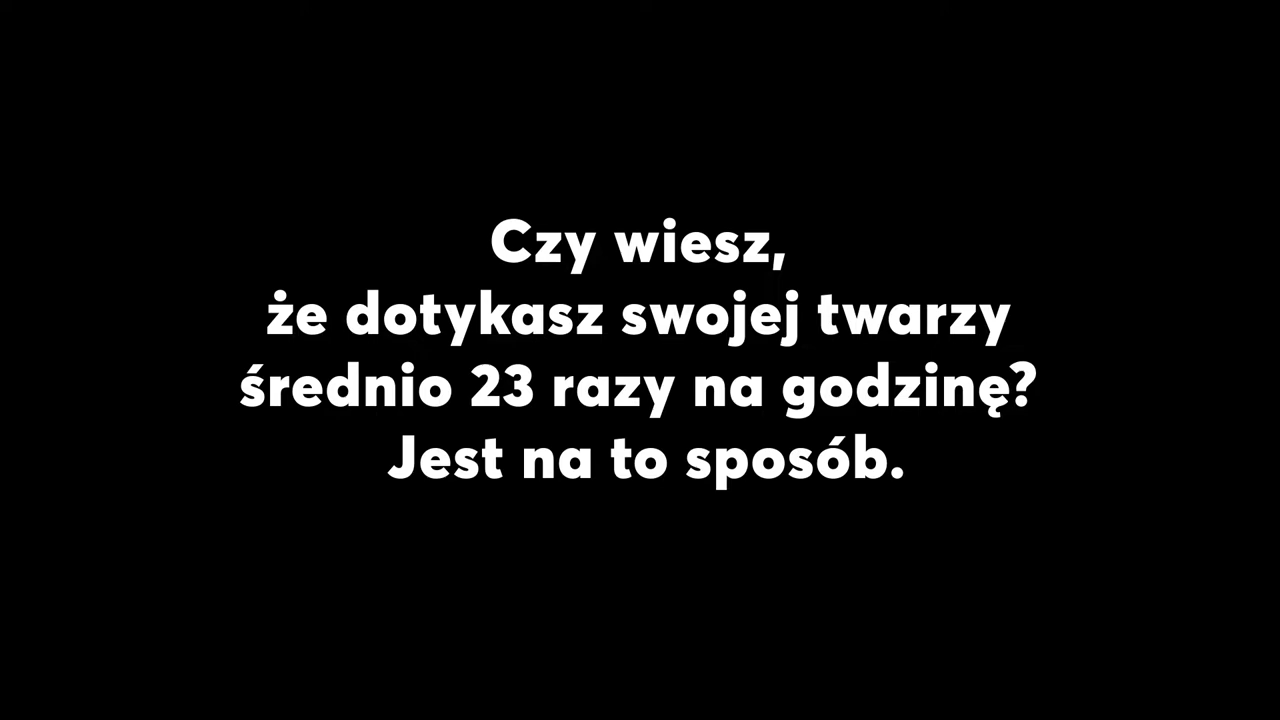 Czy wiesz,
że dotykasz swojej twarzy
średnio 23 razy na godzinę?
Jest na to sposób.